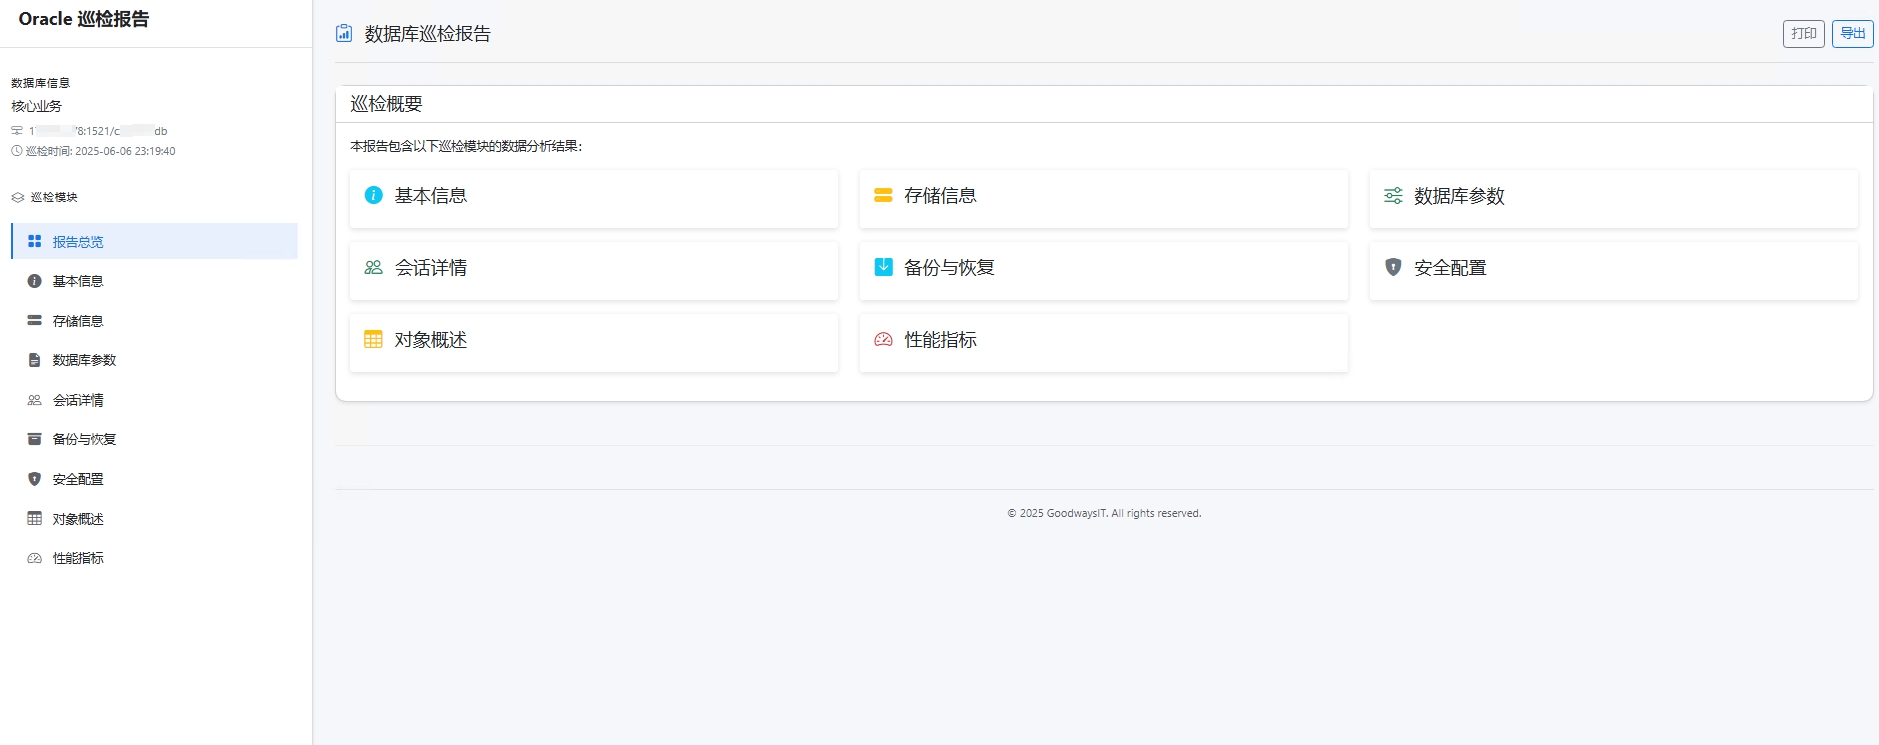 Oracle 巡检报告
数据库信息
核心业务
8:1521/c db
巡检时间: 2025-06-06 23:19:40
巡检模块
报告总览
基本信息
存储信息
数据库参数
会话详情
备份与恢复
安全配置
对象概述
性能指标
数据库巡检报告
打印
导出
巡检概要
本报告包含以下巡检模块的数据分析结果:
基本信息
存储信息
数据库参数
会话详情
备份与恢复
安全配置
对象概述
性能指标
© 2025 GoodwaysIT. All rights reserved.